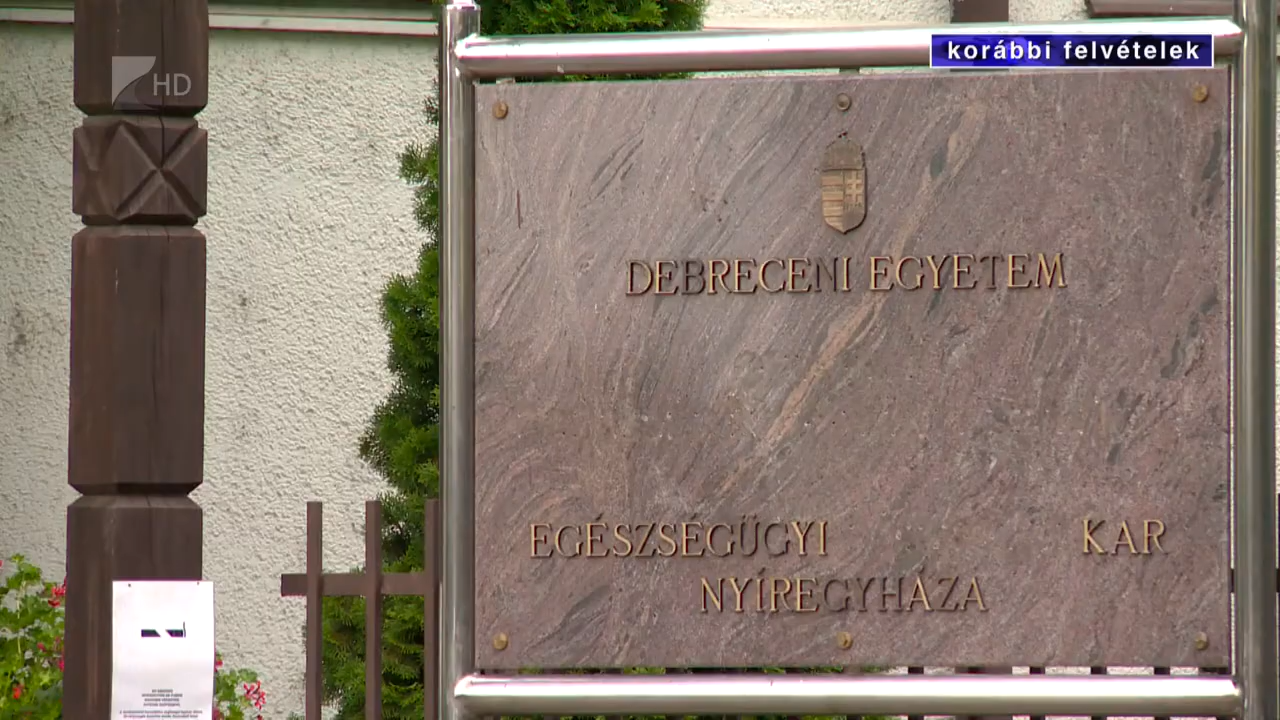 korábbi felvételek
HD
DEBRECENI EGYETEM
EGÉSZSÉGÜGYI KAR
NYÍREGYHÁZA